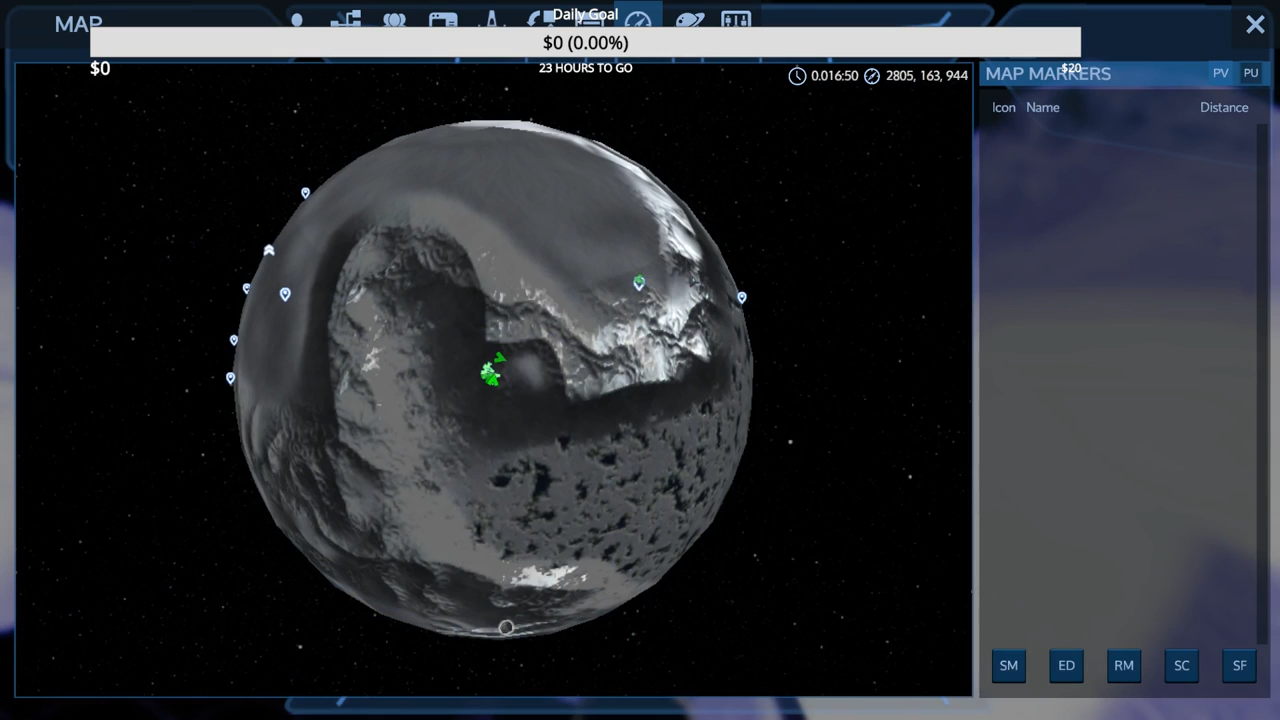 MAP
Daily Goal
$0 (0.00%)
$0
23 HOURS TO GO
$20
0.016:50
2805, 163, 944
MAP MARKERS
PV
PU
Icon Name Distance
SM ED RM SC SF